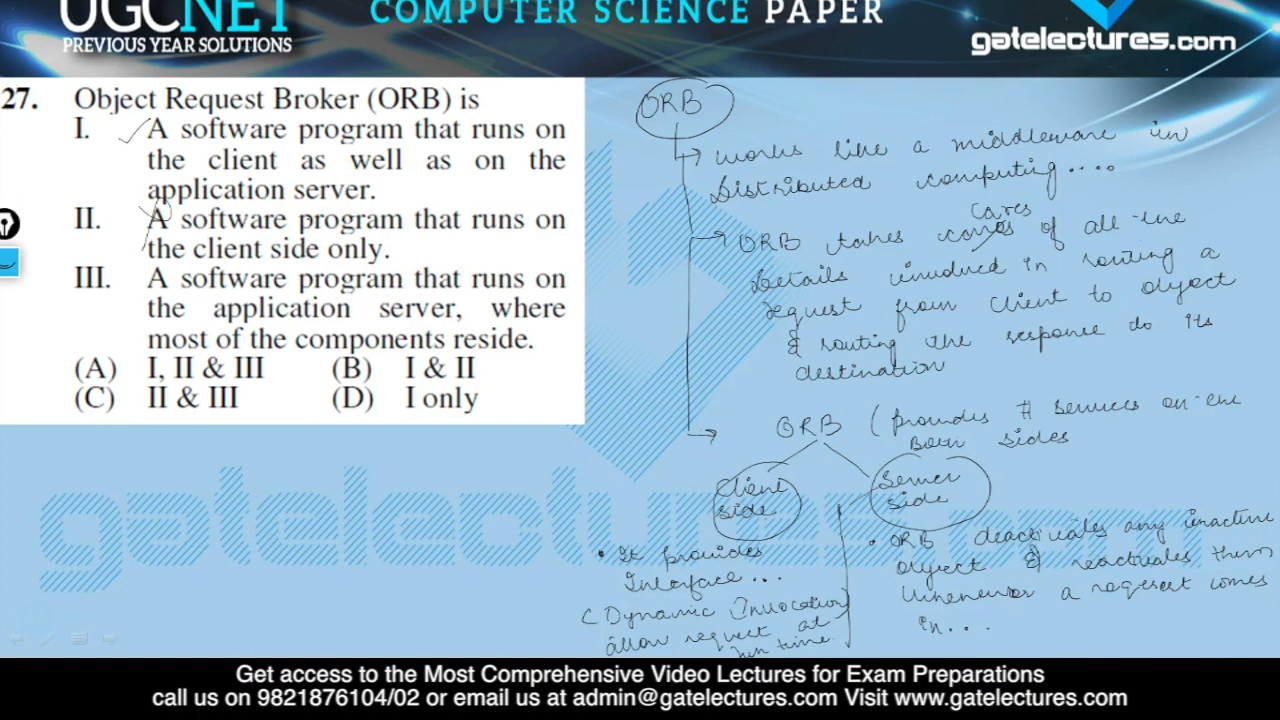 UGCNET COMPUTER SCIENCE PAPER
PREVIOUS YEAR SOLUTIONS
gatelectures.com
27. Object Request Broker (ORB) is
I. A software program that runs on
the client as well as on the
application server.
II. A software program that runs on
the client side only.
III. A software program that runs on
the application server, where
most of the components reside.
(A) I, II & III (B) I & II
(C) II & III (D) I only
ORB
works like a middleware in
Distributed computing....
cares
ORB takes of all the
Details involved in routing a
request from client to object
& routing the response to its
destination
ORB (Provides services on the
Both sides
Client
side
Server
side
• It provides
Interface...
(Dynamic Invocation)
allow request at
run time
• ORB deactivates any inactive
object & reactivates them
whenever a request comes
in...
gatelectures.com
Get access to the Most Comprehensive Video Lectures for Exam Preparations
call us on 9821876104/02 or email us at admin@gatelectures.com Visit www.gatelectures.com